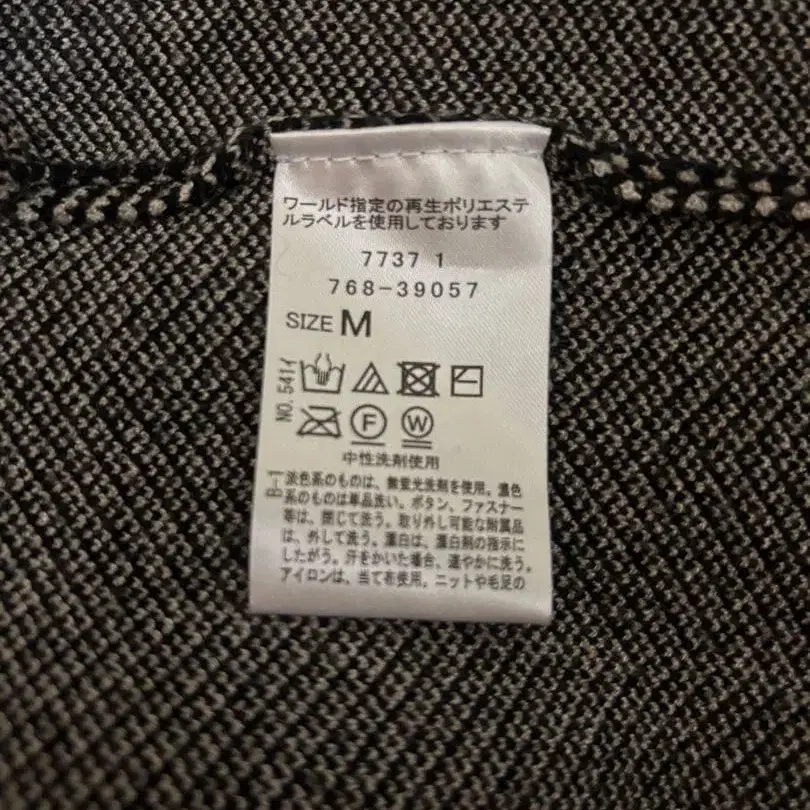 ワールド指定の再生ポリエステ
ルラベルを使用しております
7737 1
768-39057
SIZE M
NO. 541イ
F W
中性洗剤使用
B-1
淡色系のものは、無蛍光洗剤を使用。濃色
系のものは単品洗い。ボタン、ファスナー
等は、閉じて洗う。取り外し可能な附属品
は、外して洗う。漂白は、漂白剤の指示に
したがう。汗をかいた場合、速やかに洗う。
アイロンは、当て布使用。ニットや毛足の